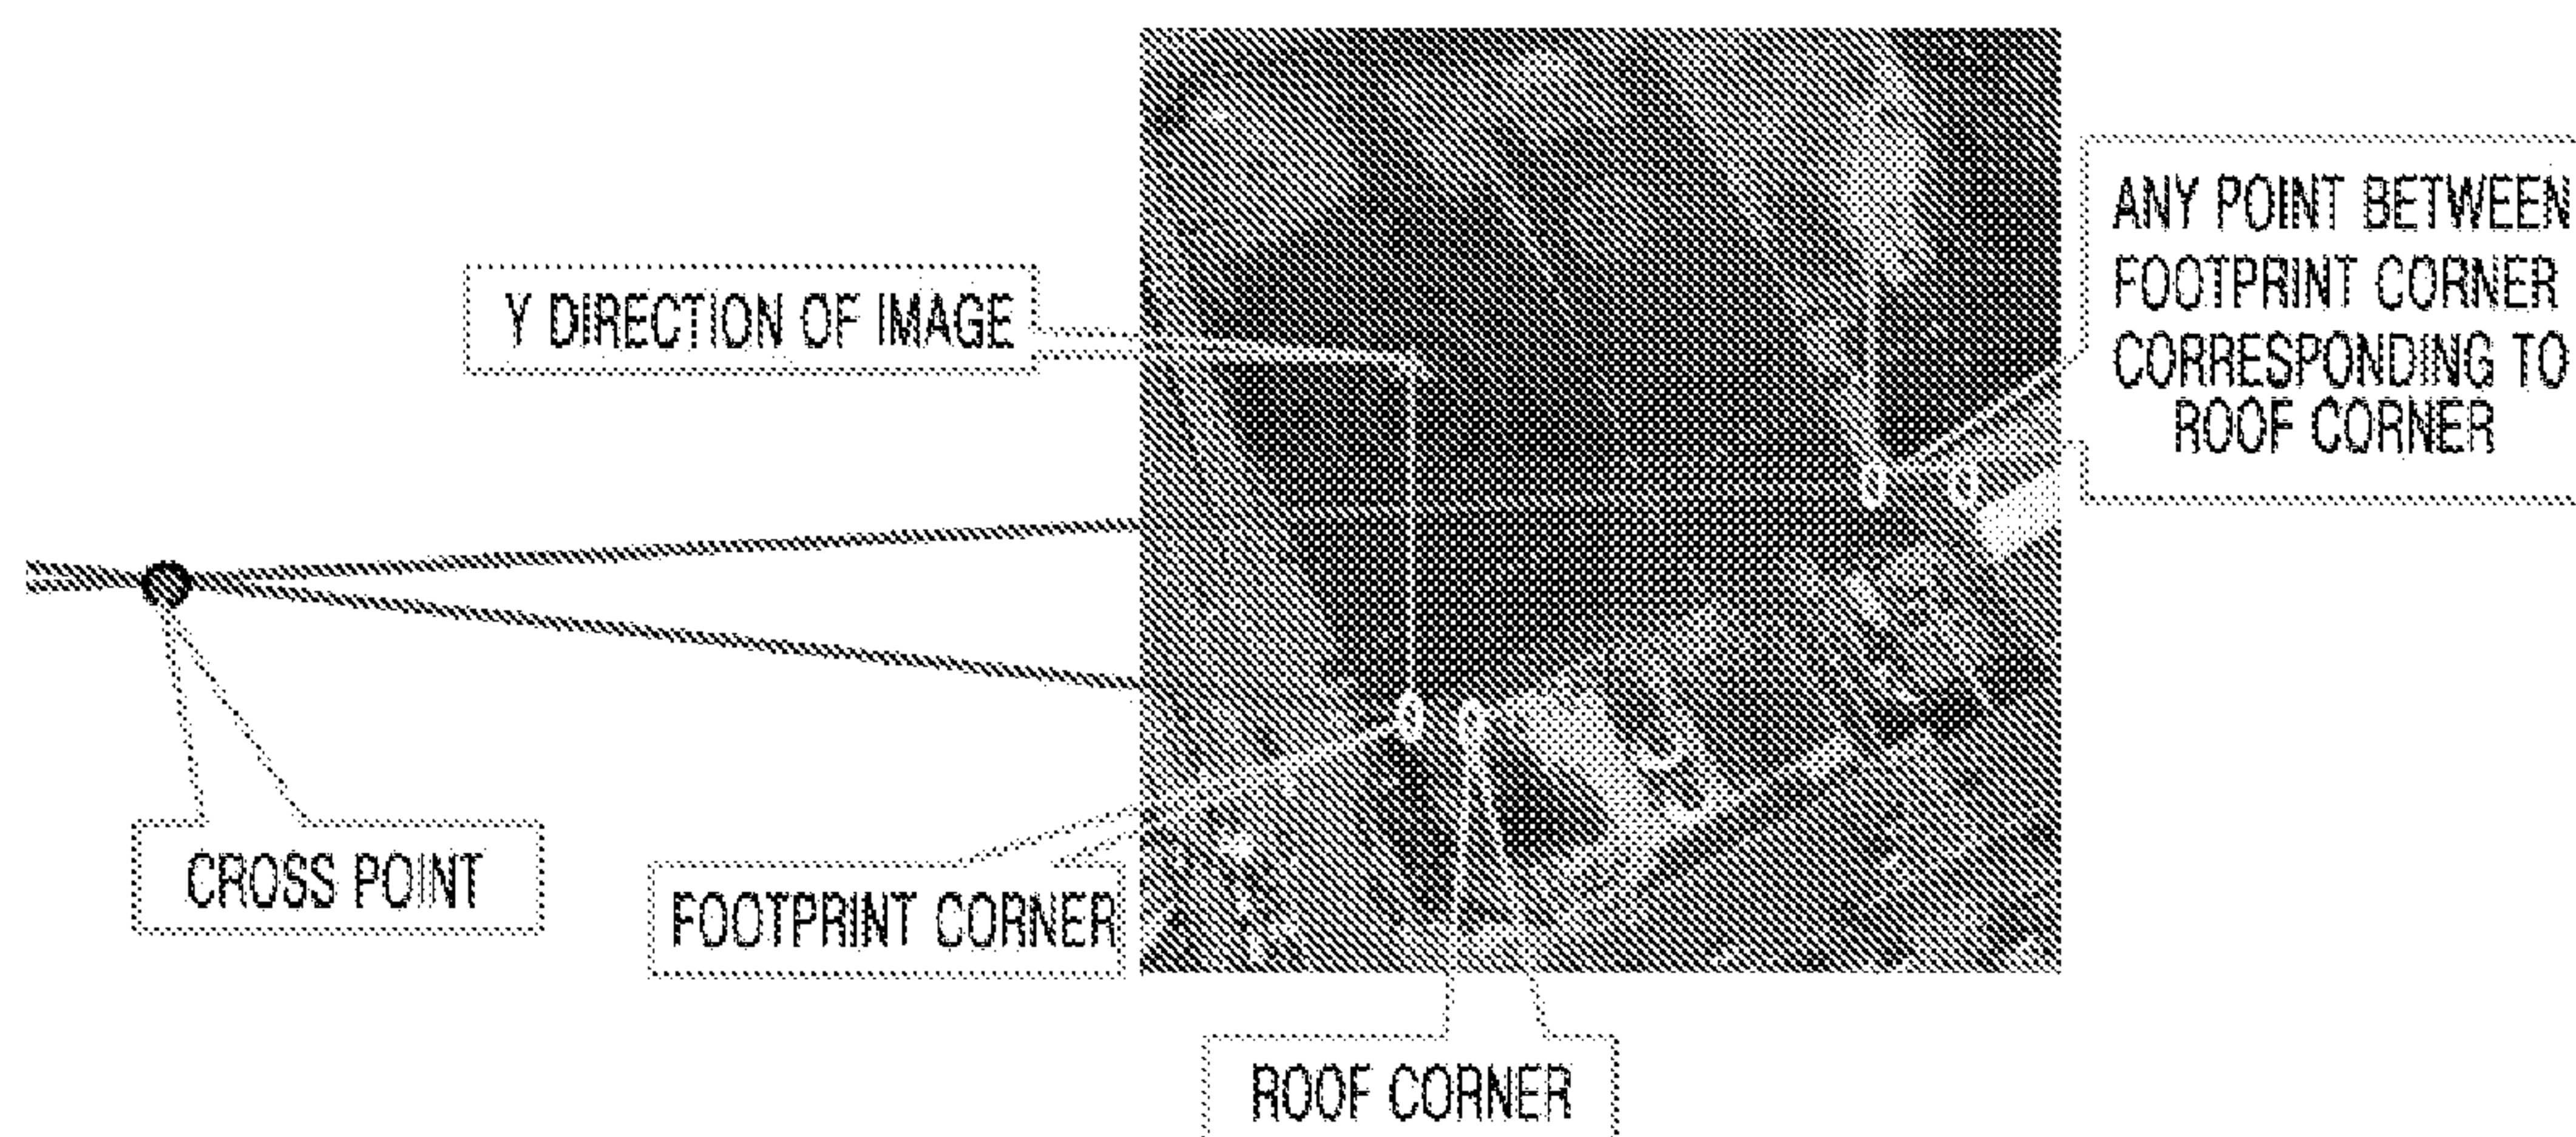 Y DIRECTION OF IMAGE
ANY POINT BETWEEN
FOOTPRINT CORNER
CORRESPONDING TO
ROOF CORNER
CROSS POINT
FOOTPRINT CORNER
ROOF CORNER